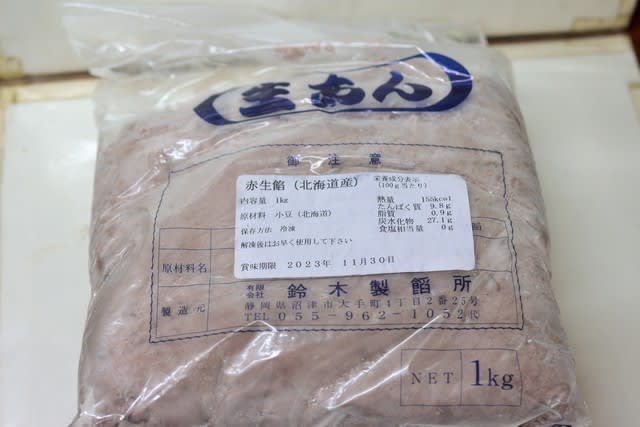 生あん
御注意
赤生餡（北海道産）
内容量 1kg
原材料 小豆（北海道）
保存方法 冷凍
解凍後はお早く使用して下さい
賞味期限 2023年 11月30日
栄養成分表示
（100g当たり）
熱量 155kcal
たんぱく質 9.8g
脂質 0.9g
炭水化物 27.1g
食塩相当量 0g
原材料名
製造元
有限会社 鈴木製餡所
静岡県沼津市大手町4丁目2番25号
TEL 055-962-1052代
NET 1kg